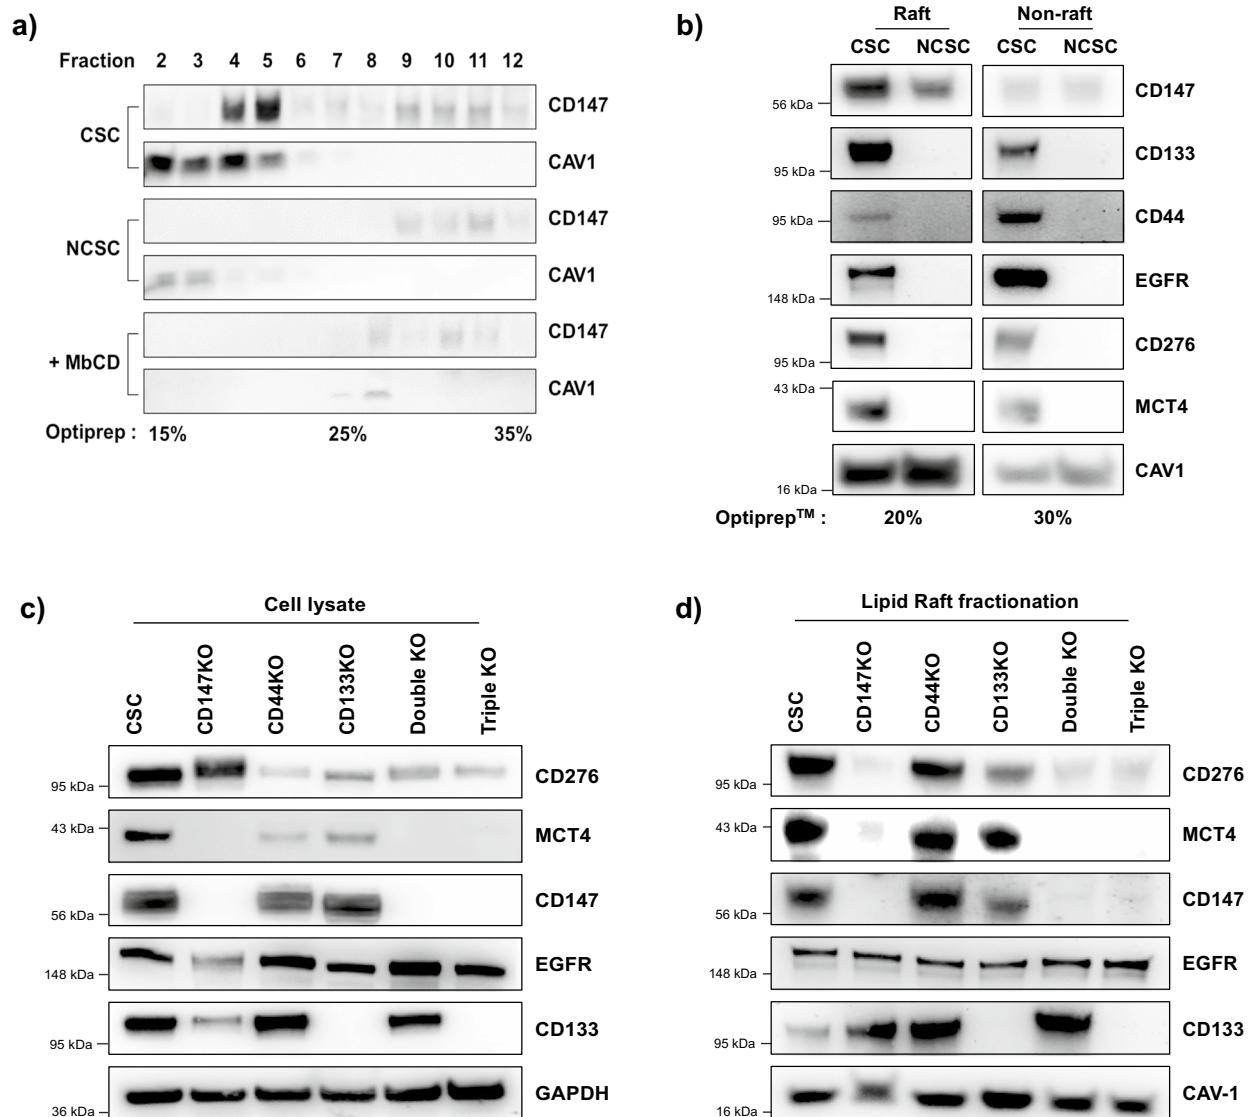 a)
Fraction 2 3 4 5 6 7 8 9 10 11 12
CSC
CD147
CAV1
NCSC
CD147
CAV1
+ MbCD
CD147
CAV1
Optiprep : 15% 25% 35%
b)
Raft Non-raft
CSC NCSC CSC NCSC
56 kDa CD147
95 kDa CD133
95 kDa CD44
148 kDa EGFR
95 kDa CD276
43 kDa MCT4
16 kDa CAV1
Optiprep™ : 20% 30%
c)
Cell lysate
CSC CD147KO CD44KO CD133KO Double KO Triple KO
95 kDa CD276
43 kDa MCT4
56 kDa CD147
148 kDa EGFR
95 kDa CD133
36 kDa GAPDH
d)
Lipid Raft fractionation
CSC CD147KO CD44KO CD133KO Double KO Triple KO
95 kDa CD276
43 kDa MCT4
56 kDa CD147
148 kDa EGFR
95 kDa CD133
16 kDa CAV-1